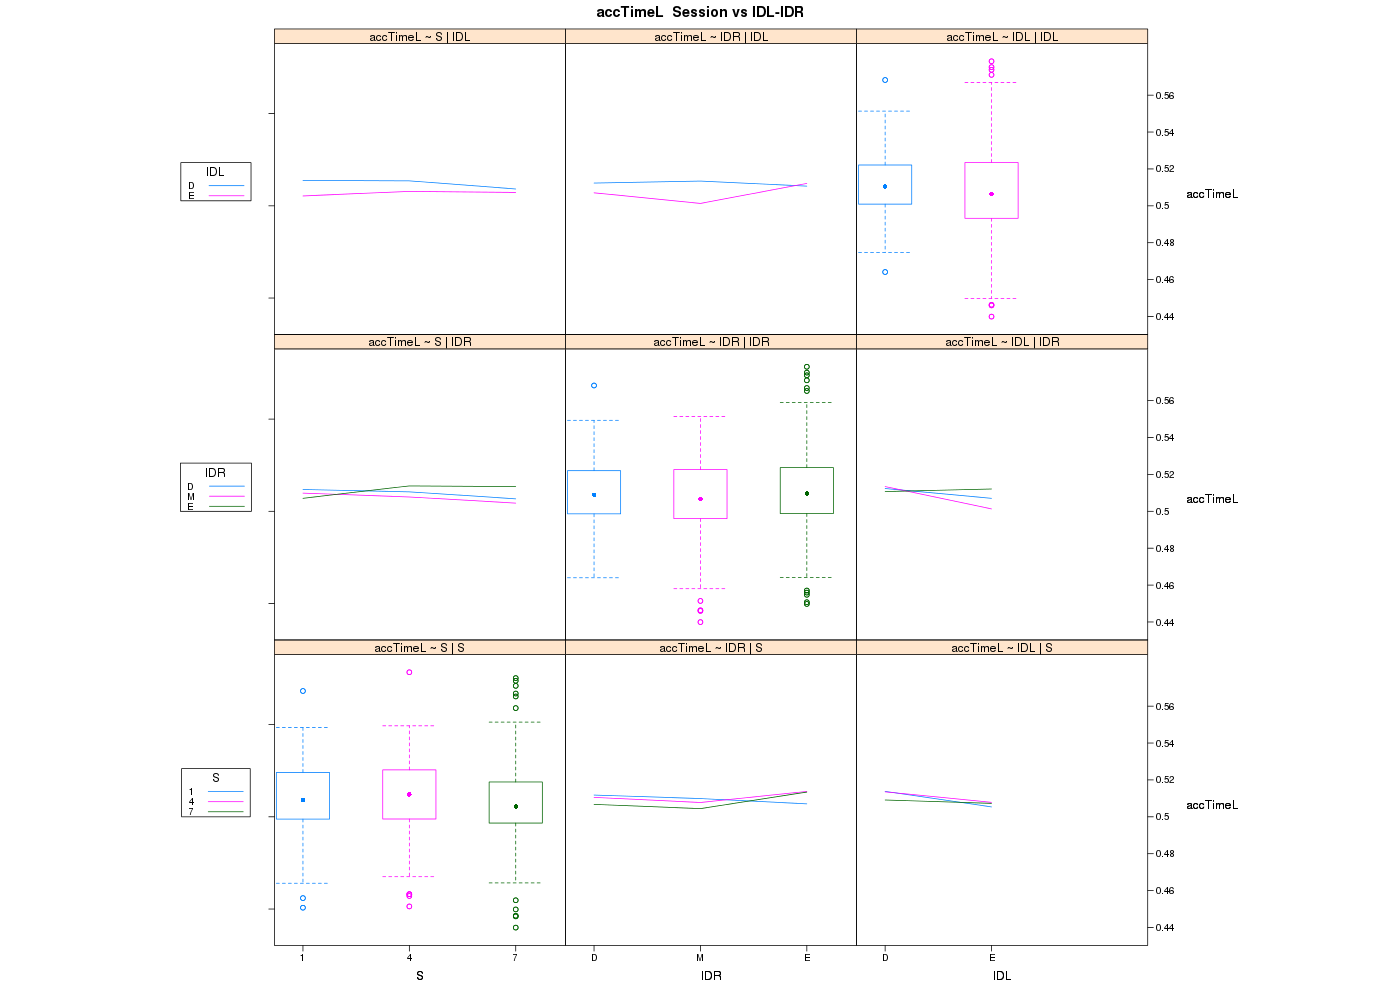 accTimeL  Session vs IDL-IDR
accTimeL ~ S | IDL
accTimeL ~ IDR | IDL
accTimeL ~ IDL | IDL
IDL
D
E
0.56
0.54
0.52
0.5
0.48
0.46
0.44
accTimeL
accTimeL ~ S | IDR
accTimeL ~ IDR | IDR
accTimeL ~ IDL | IDR
IDR
D
M
E
0.56
0.54
0.52
0.5
0.48
0.46
0.44
accTimeL
accTimeL ~ S | S
accTimeL ~ IDR | S
accTimeL ~ IDL | S
S
1
4
7
0.56
0.54
0.52
0.5
0.48
0.46
0.44
accTimeL
1 4 7 D M E D E
S IDR IDL